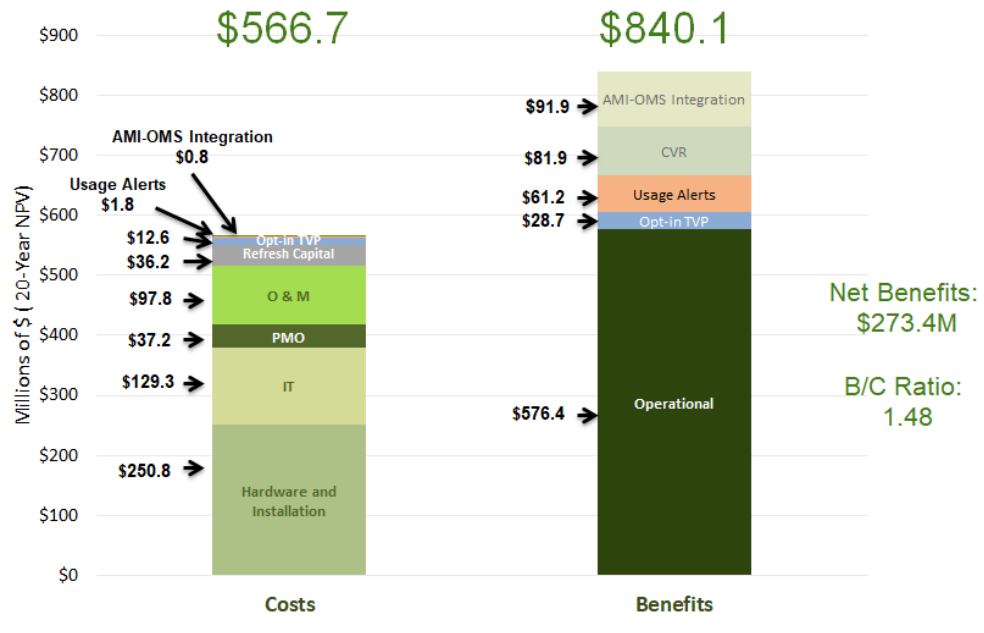 $566.7
$840.1
$900
$800
$700
$600
$500
$400
$300
$200
$100
$0
Millions of $ ( 20-Year NPV)
AMI-OMS Integration
$0.8
Usage Alerts
$1.8
$12.6
Opt-in TVP
$36.2
Refresh Capital
$97.8
O & M
$37.2
PMO
$129.3
IT
$250.8
Hardware and
Installation
Costs
$91.9
AMI-OMS Integration
$81.9
CVR
$61.2
Usage Alerts
$28.7
Opt-in TVP
$576.4
Operational
Benefits
Net Benefits:
$273.4M
B/C Ratio:
1.48